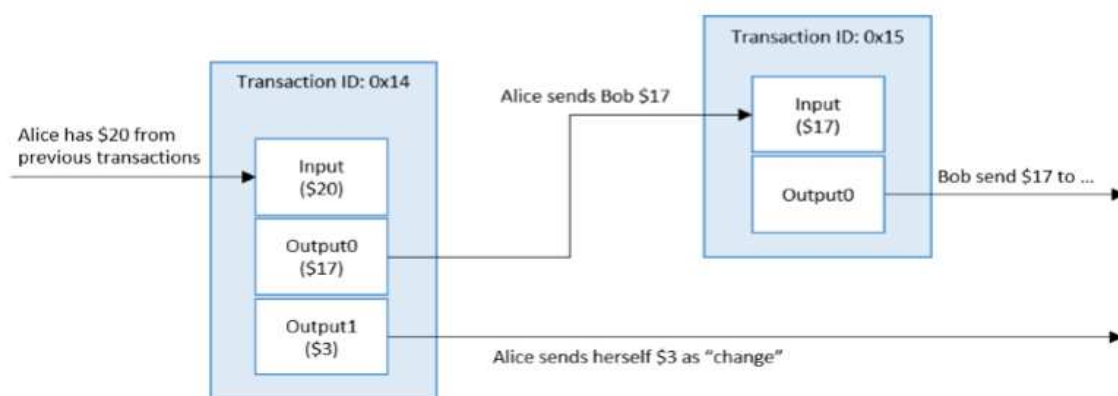 Transaction ID: 0x15
Transaction ID: 0x14
Alice sends Bob $17
Input
($17)
Alice has $20 from
previous transactions
Input
($20)
Bob send $17 to ...
Output0
Output0
($17)
Output1
($3)
Alice sends herself $3 as “change”